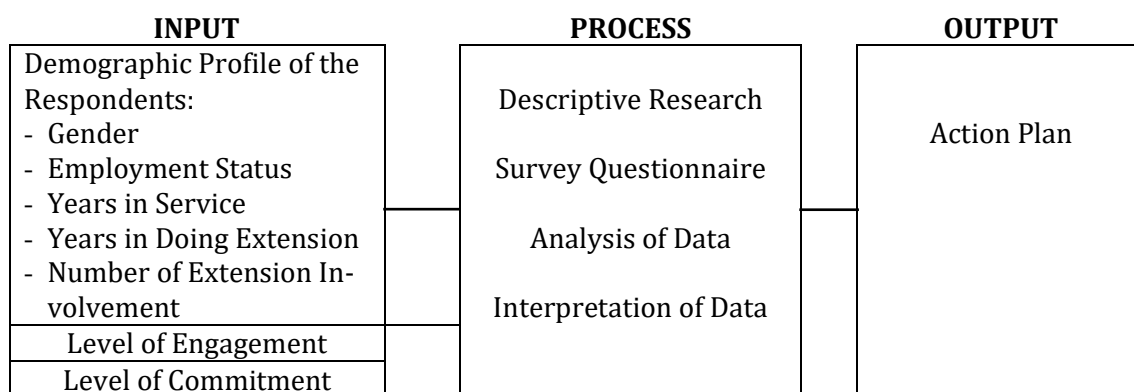 INPUT
Demographic Profile of the
Respondents:
- Gender
- Employment Status
- Years in Service
- Years in Doing Extension
- Number of Extension In-
volvement
Level of Engagement
Level of Commitment
PROCESS
Descriptive Research
Survey Questionnaire
Analysis of Data
Interpretation of Data
OUTPUT
Action Plan